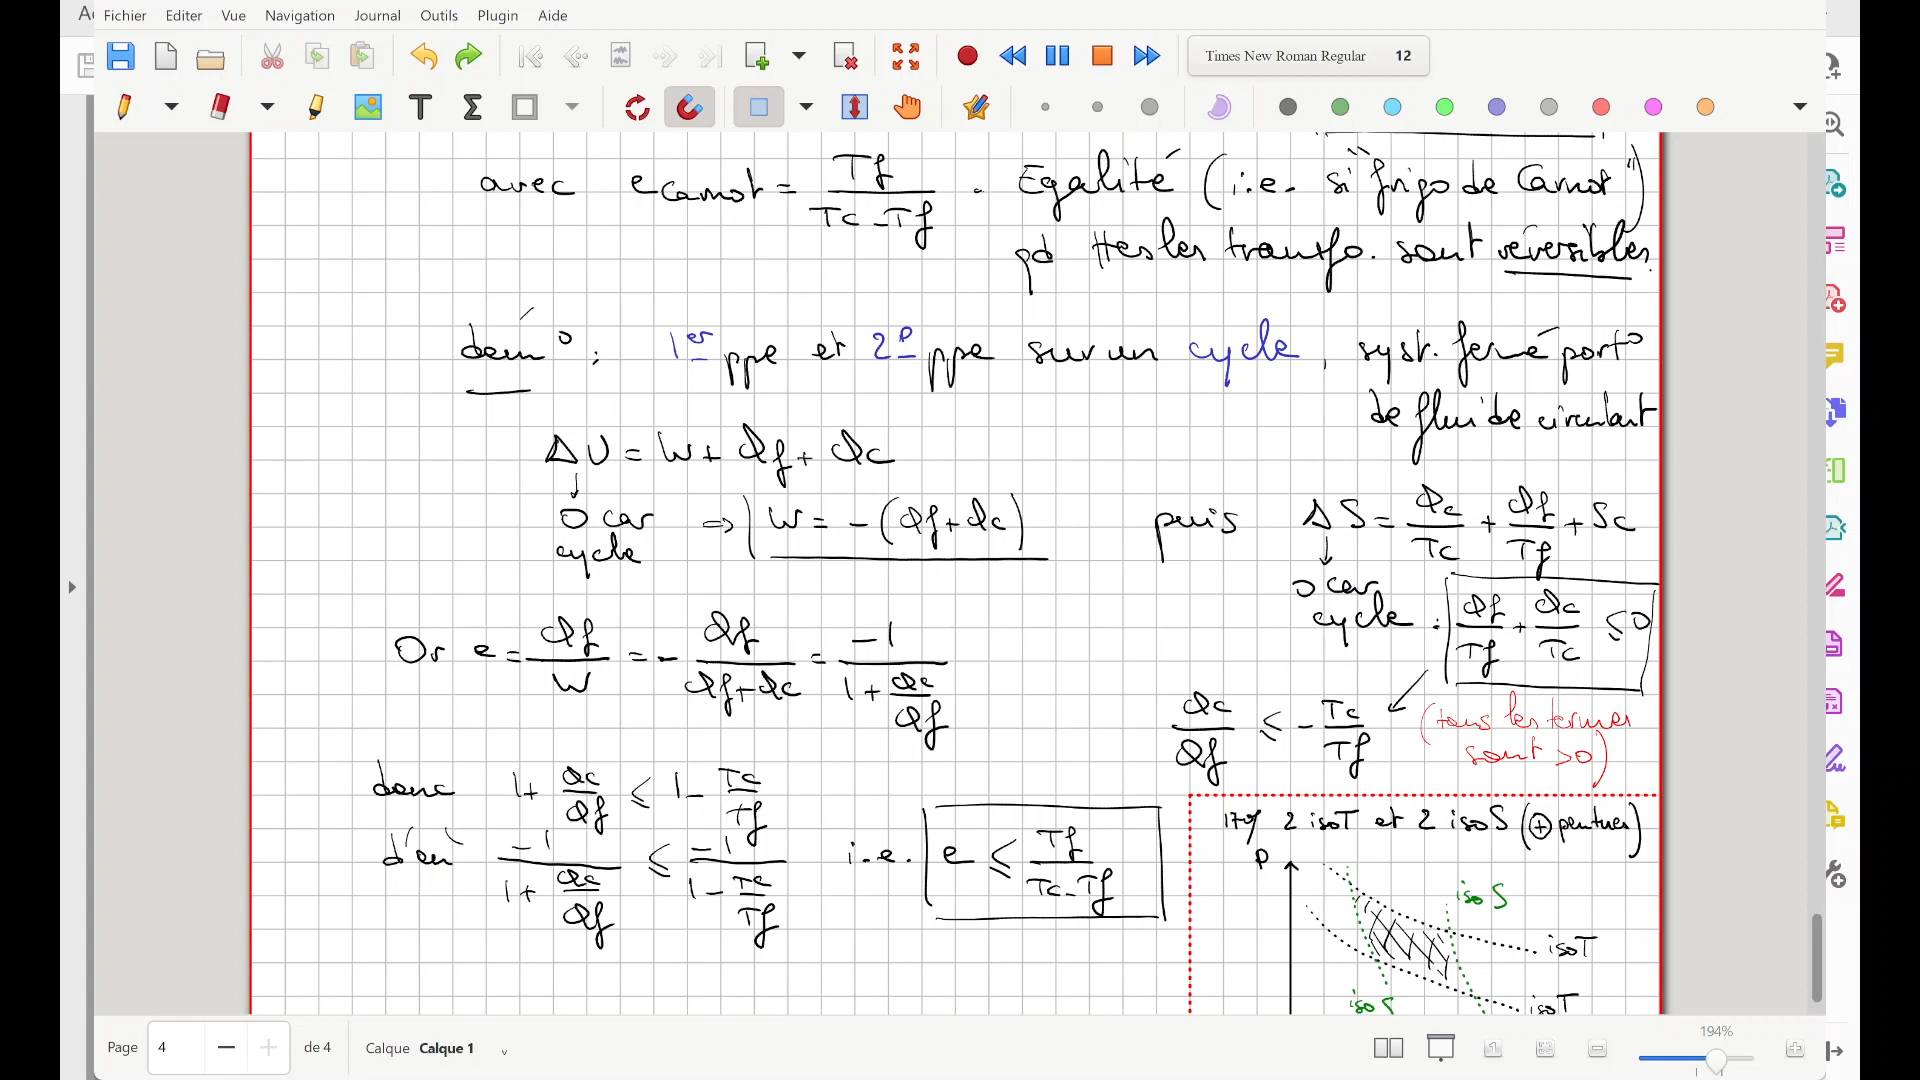 Fichier Editer Vue Navigation Journal Outils Plugin Aide
Times New Roman Regular 12
avec e_carnot = Tf / (Tc - Tf) . Egalité (i.e. si "frigo de Carnot")
qd ttes les transfo. sont réversibles.
dém° : 1er ppe et 2e ppe sur un cycle, syst. fermé port°
de fluide circulant
ΔU = W + Qf + Qc
↓
0 car
cycle
⇒ W = -(Qf + Qc)
puis ΔS = Qc/Tc + Qf/Tf + Sc
↓
0 car
cycle : Qf/Tf + Qc/Tc ≤ 0
Or e = Qf/W = - Qf/(Qf + Qc) = -1/(1 + Qc/Qf)
Qc/Qf ≤ - Tc/Tf
(tous les termes
sont >0)
donc 1 + Qc/Qf ≤ 1 - Tc/Tf
d'où -1/(1 + Qc/Qf) ≤ -1/(1 - Tc/Tf) i.e. e ≤ Tf/(Tc - Tf)
2 isoT et 2 isoS (⊕ pentues)
P
isoS
isoT
isoS
isoT
Page 4 de 4 Calque Calque 1
194%